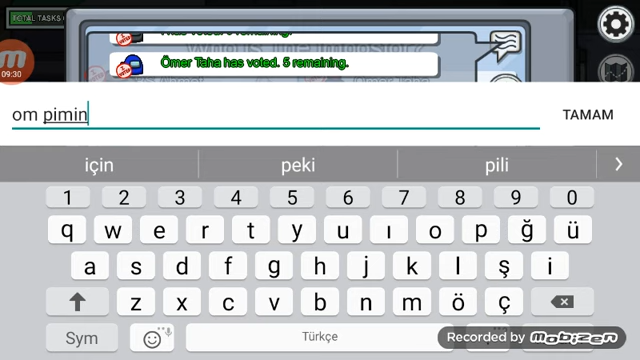 TOTAL TASKS
Ömer Taha has voted. 5 remaining.
09:30
om pimin
TAMAM
için peki pili
1 2 3 4 5 6 7 8 9 0
q w e r t y u ı o p ğ ü
a s d f g h j k l ş i
z x c v b n m ö ç
Sym Türkçe
Recorded by Mobizen